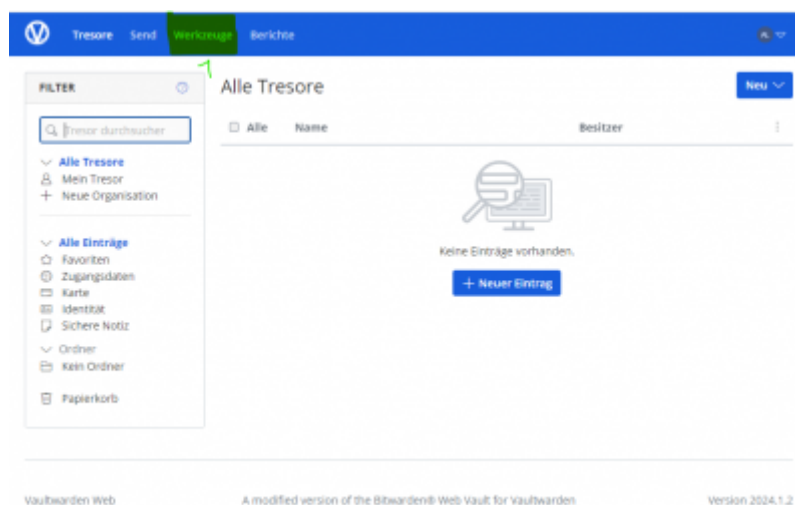 Tresore Send Werkzeuge Berichte
1
FILTER
Alle Tresore
Neu
Tresor durchsucher
Alle Name Besitzer
Alle Tresore
Mein Tresor
Neue Organisation
Alle Einträge
Favoriten
Zugangsdaten
Karte
Identität
Sichere Notiz
Ordner
Kein Ordner
Papierkorb
Keine Einträge vorhanden.
+ Neuer Eintrag
Vaultwarden Web
A modified version of the Bitwarden® Web Vault for Vaultwarden
Version 2024.1.2